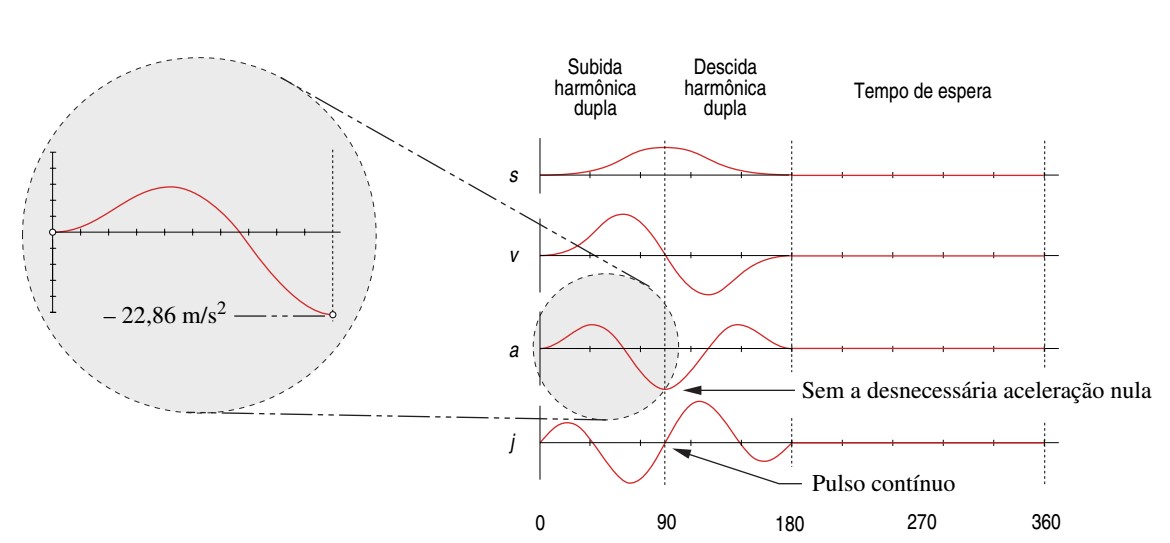 Subida
harmônica
dupla
Descida
harmônica
dupla
Tempo de espera
s
v
a
j
– 22,86 m/s²
Sem a desnecessária aceleração nula
Pulso contínuo
0 90 180 270 360